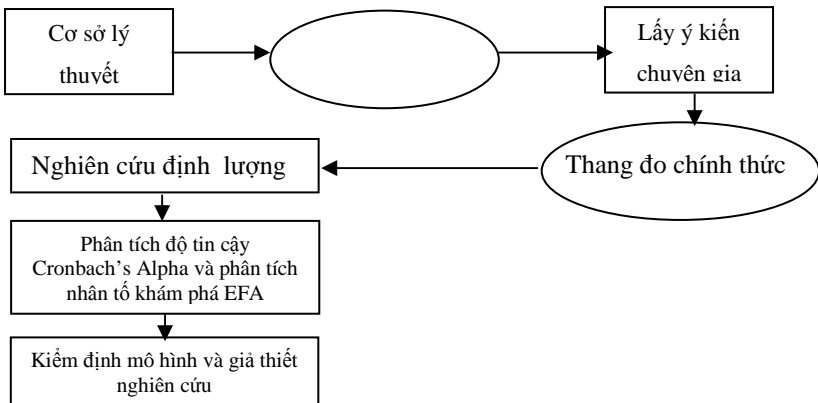 Cơ sở lý
thuyết
Lấy ý kiến
chuyên gia
Thang đo chính thức
Nghiên cứu định lượng
Phân tích độ tin cậy
Cronbach’s Alpha và phân tích
nhân tố khám phá EFA
Kiểm định mô hình và giả thiết
nghiên cứu